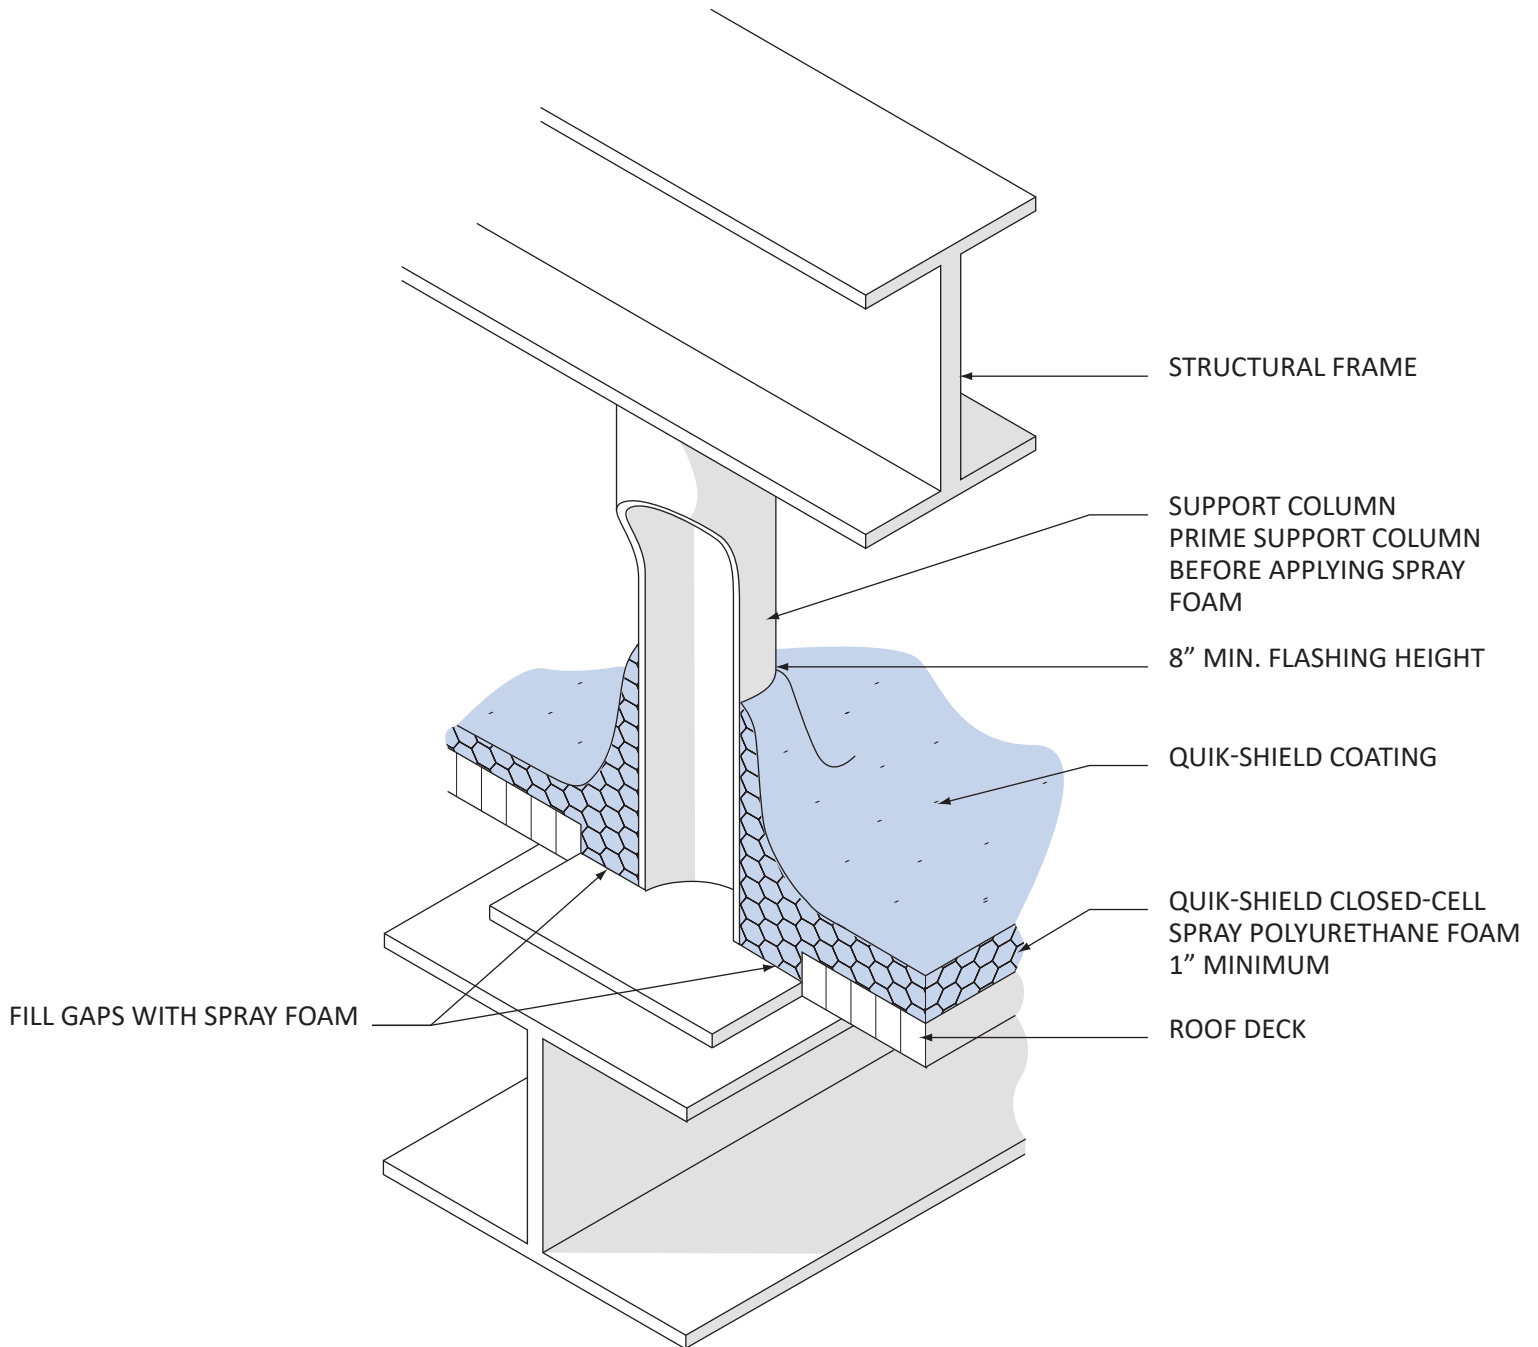 STRUCTURAL FRAME
SUPPORT COLUMN
PRIME SUPPORT COLUMN
BEFORE APPLYING SPRAY
FOAM
8” MIN. FLASHING HEIGHT
QUIK-SHIELD COATING
QUIK-SHIELD CLOSED-CELL
SPRAY POLYURETHANE FOAM
1” MINIMUM
FILL GAPS WITH SPRAY FOAM
ROOF DECK